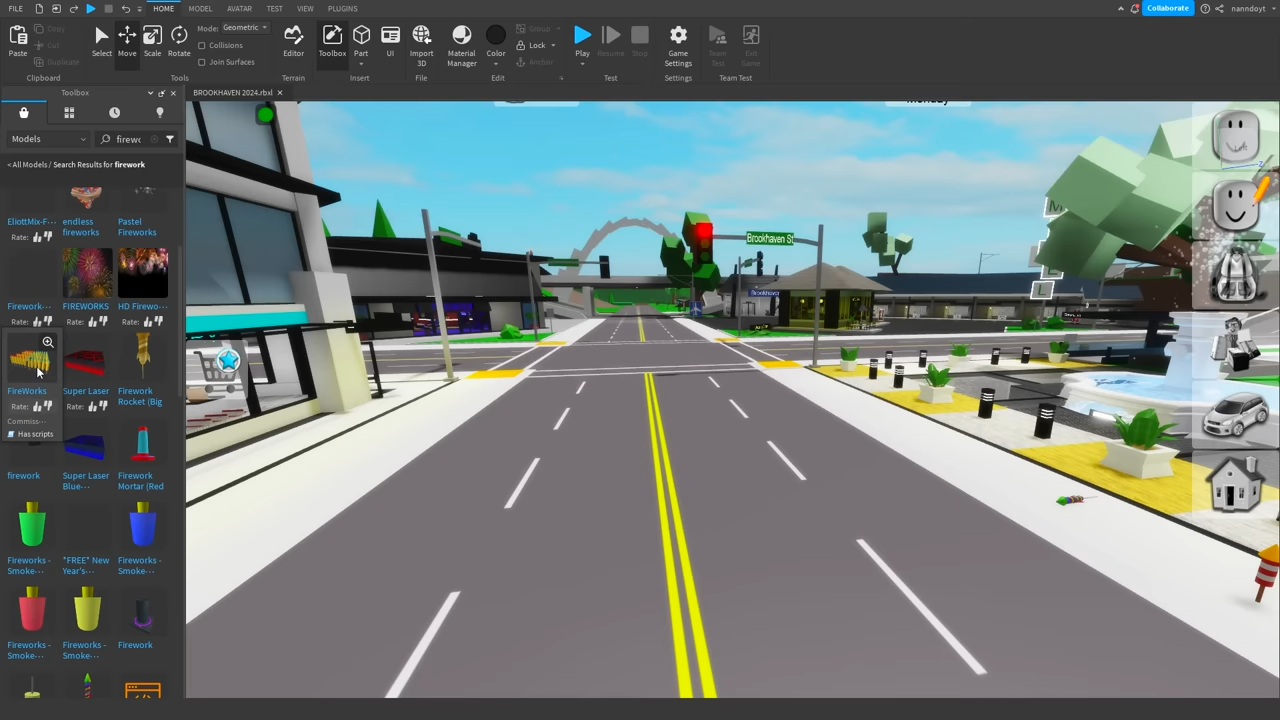 FILE HOME MODEL AVATAR TEST VIEW PLUGINS Collaborate nanndoyt
Paste Copy Cut Duplicate Select Move Scale Rotate Mode: Geometric Collisions Join Surfaces Editor Toolbox Part UI Import 3D Material Manager Color Group Lock Anchor Play Resume Stop Game Settings Team Test Exit Game
Clipboard Tools Terrain Insert File Edit Test Settings Team Test
Toolbox
BROOKHAVEN 2024.rbxl
Models
firewc
< All Models / Search Results for firework
EliottMix-F···
endless fireworks
Pastel Fireworks
Rate:
Firework···
FIREWORKS
HD Firewo···
Rate:
Rate:
Rate:
FireWorks
Super Laser
Firework Rocket (Big
Rate:
Rate:
Commiss···
Has scripts
firework
Super Laser Blue···
Firework Mortar (Red
Fireworks - Smoke···
*FREE* New Year's···
Fireworks - Smoke···
Fireworks - Smoke···
Fireworks - Smoke···
Firework
Monday
Brookhaven St
Brookhaven
M
L